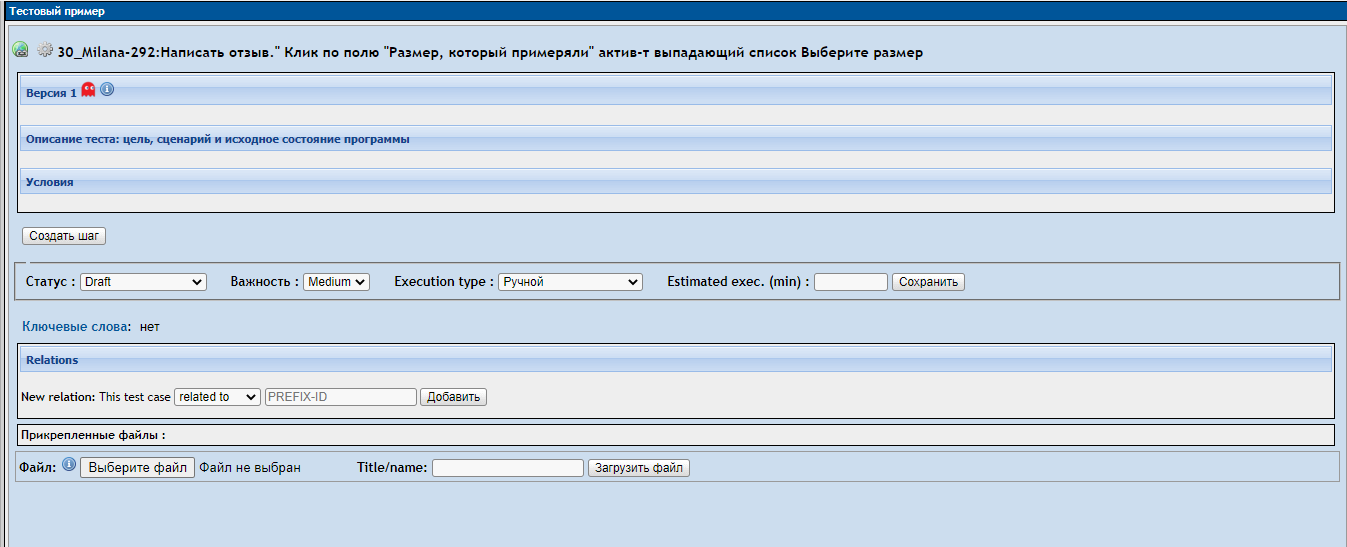 Тестовый пример
30_Milana-292:Написать отзыв." Клик по полю "Размер, который примеряли" актив-т выпадающий список Выберите размер
Версия 1
Описание теста: цель, сценарий и исходное состояние программы
Условия
Создать шаг
Статус : Draft Важность : Medium Execution type : Ручной Estimated exec. (min) : Сохранить
Ключевые слова: нет
Relations
New relation: This test case related to PREFIX-ID Добавить
Прикрепленные файлы :
Файл: Выберите файл Файл не выбран Title/name: Загрузить файл